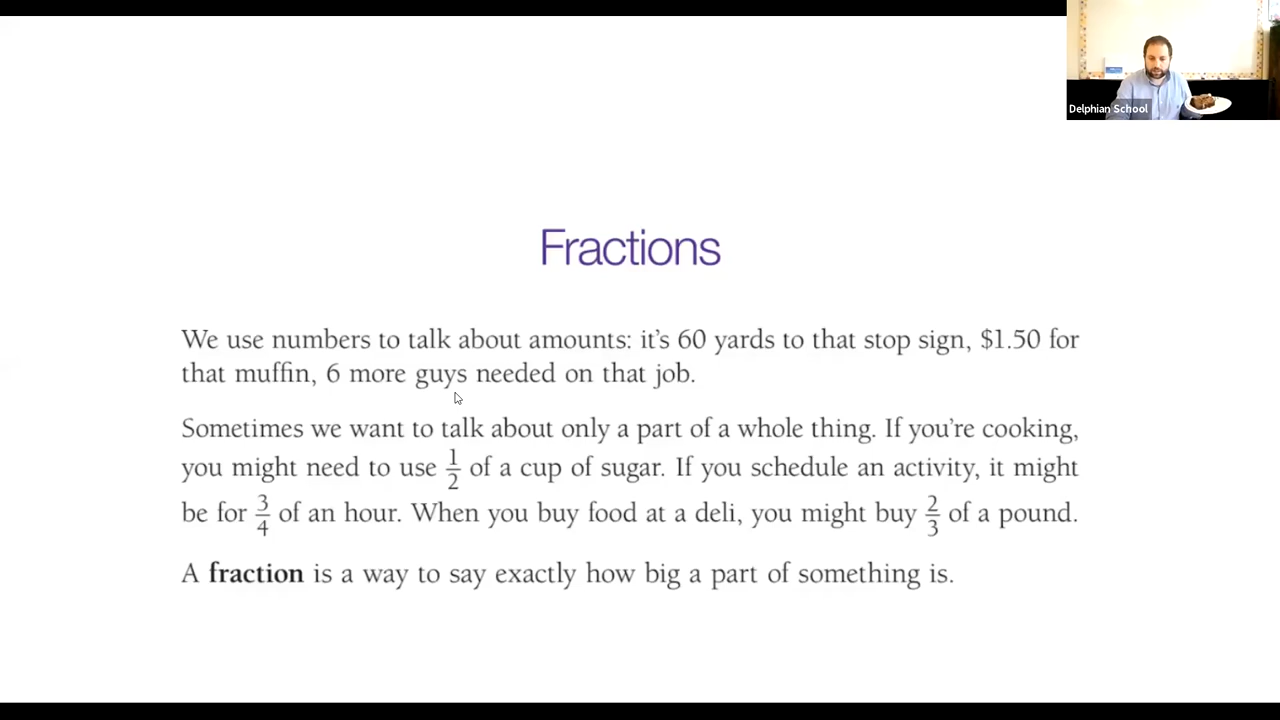 Delphian School
Fractions
We use numbers to talk about amounts: it's 60 yards to that stop sign, $1.50 for
that muffin, 6 more guys needed on that job.
Sometimes we want to talk about only a part of a whole thing. If you're cooking,
you might need to use 1/2 of a cup of sugar. If you schedule an activity, it might
be for 3/4 of an hour. When you buy food at a deli, you might buy 2/3 of a pound.
A fraction is a way to say exactly how big a part of something is.